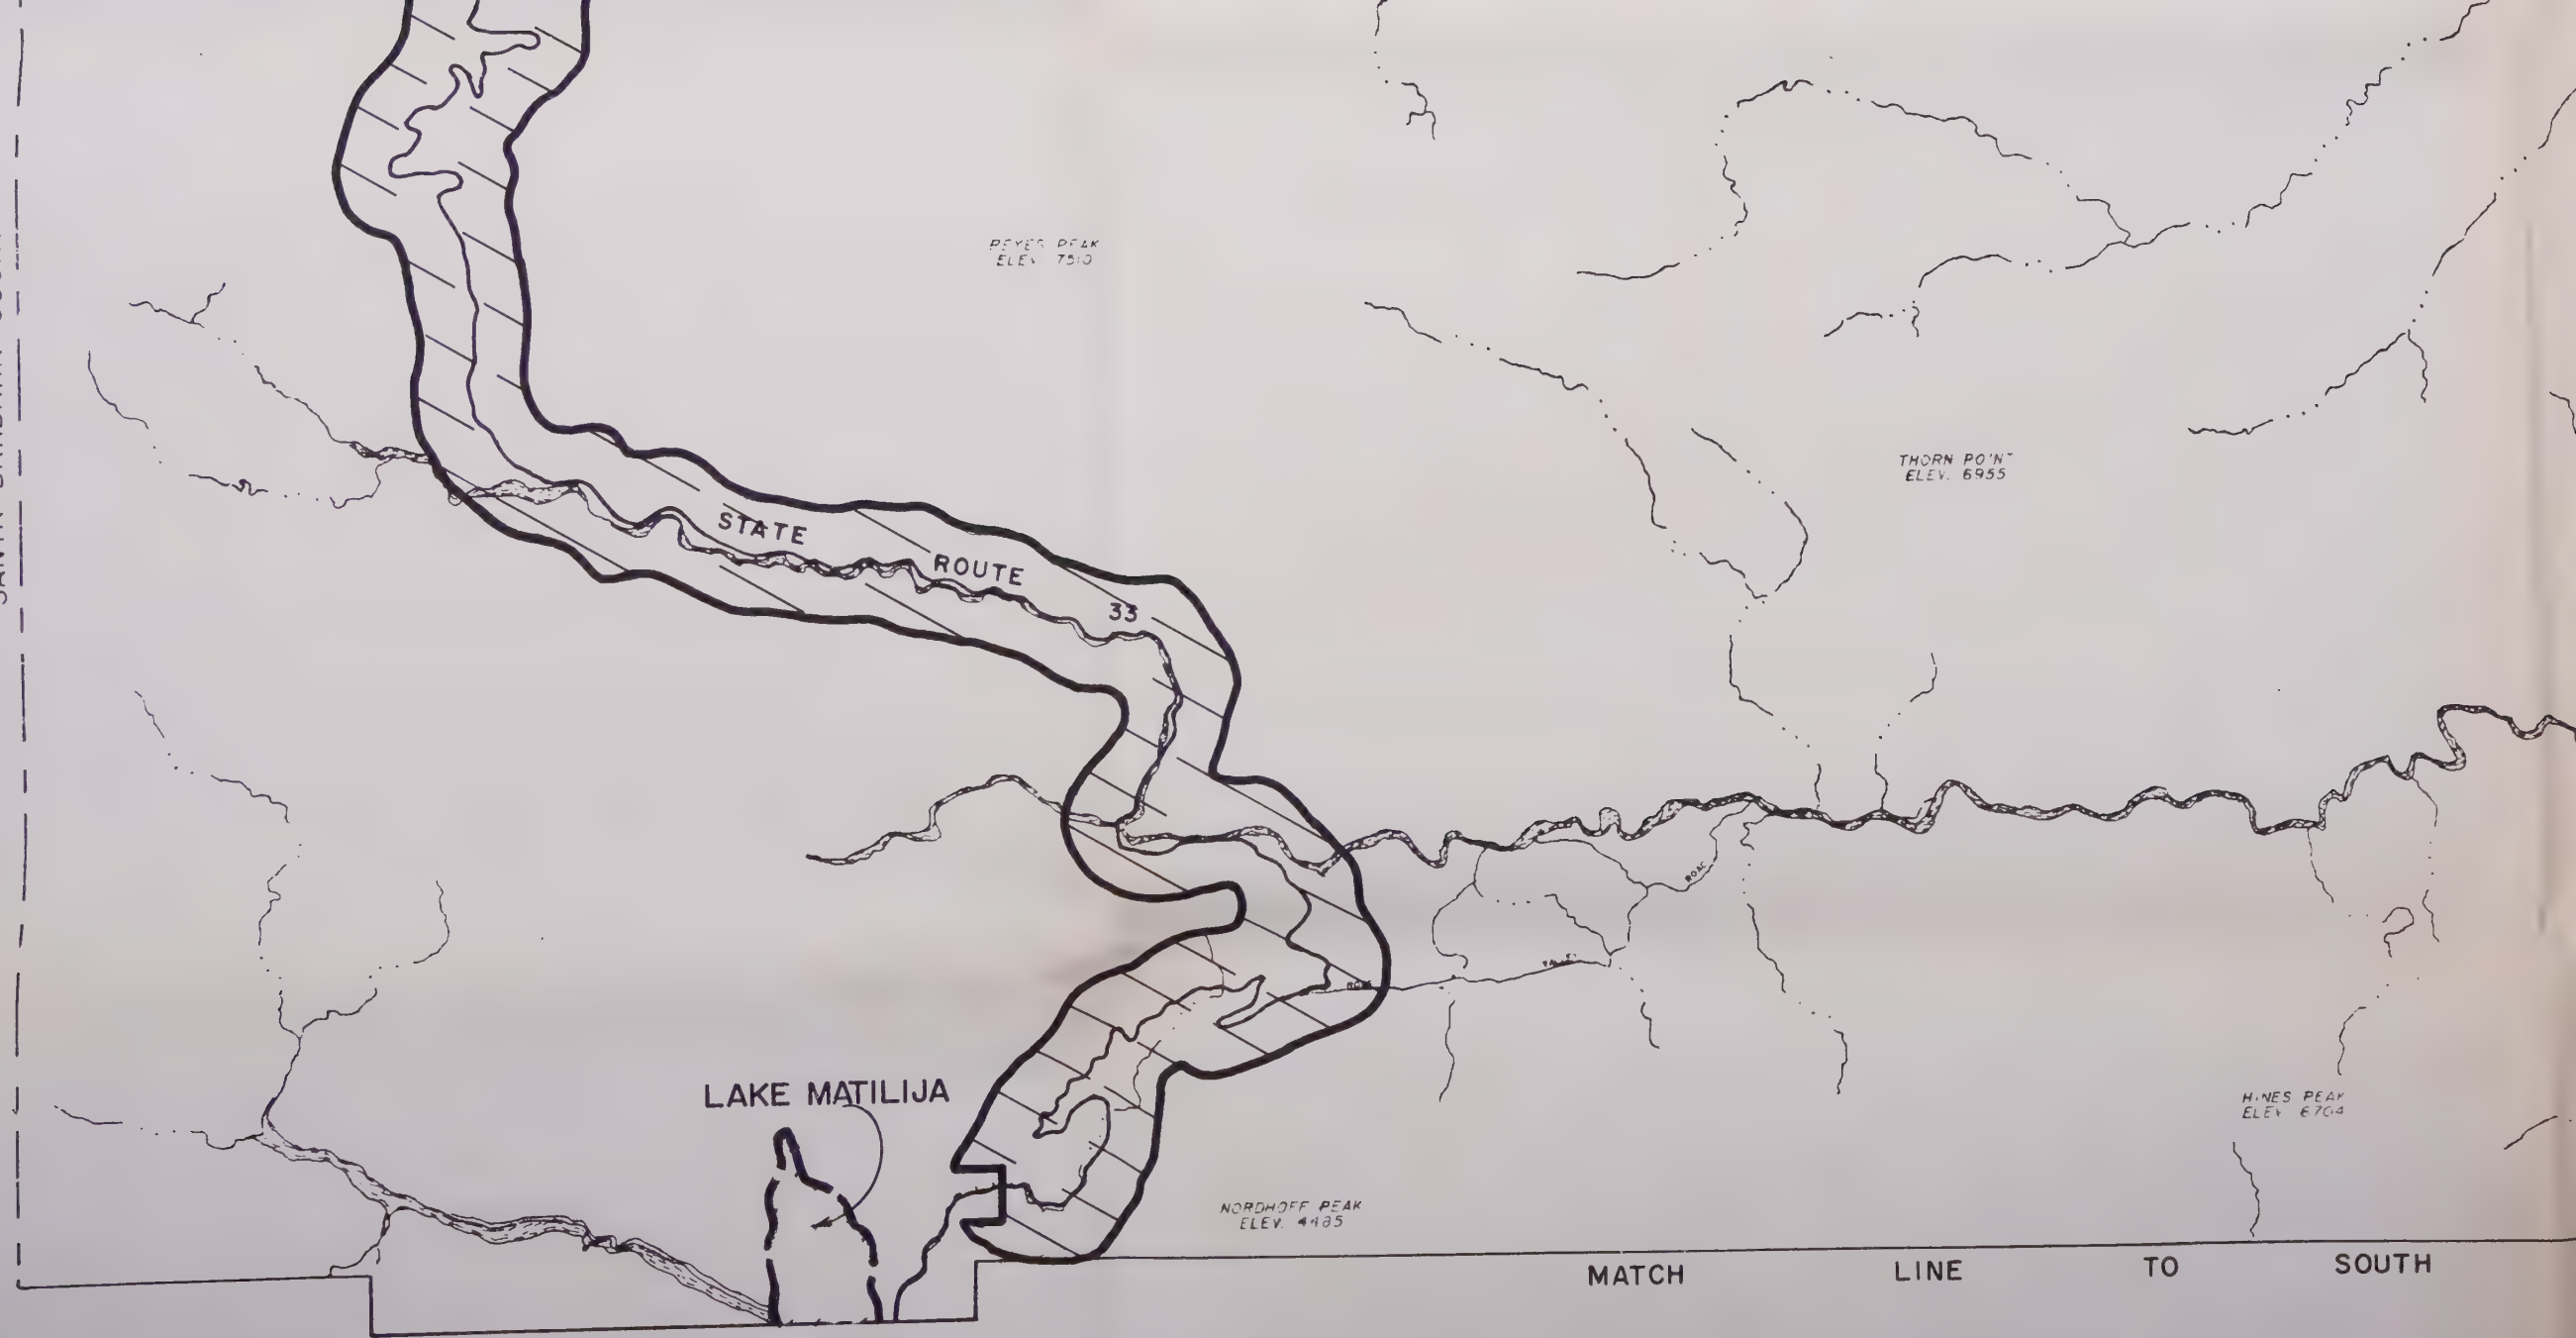 REYES PEAK
ELEV. 7510
THORN POINT
ELEV. 6955
STATE
ROUTE
33
ROAD
LAKE MATILIJA
HINES PEAK
ELEV. 6704
NORDHOFF PEAK
ELEV. 4485
MATCH LINE TO SOUTH